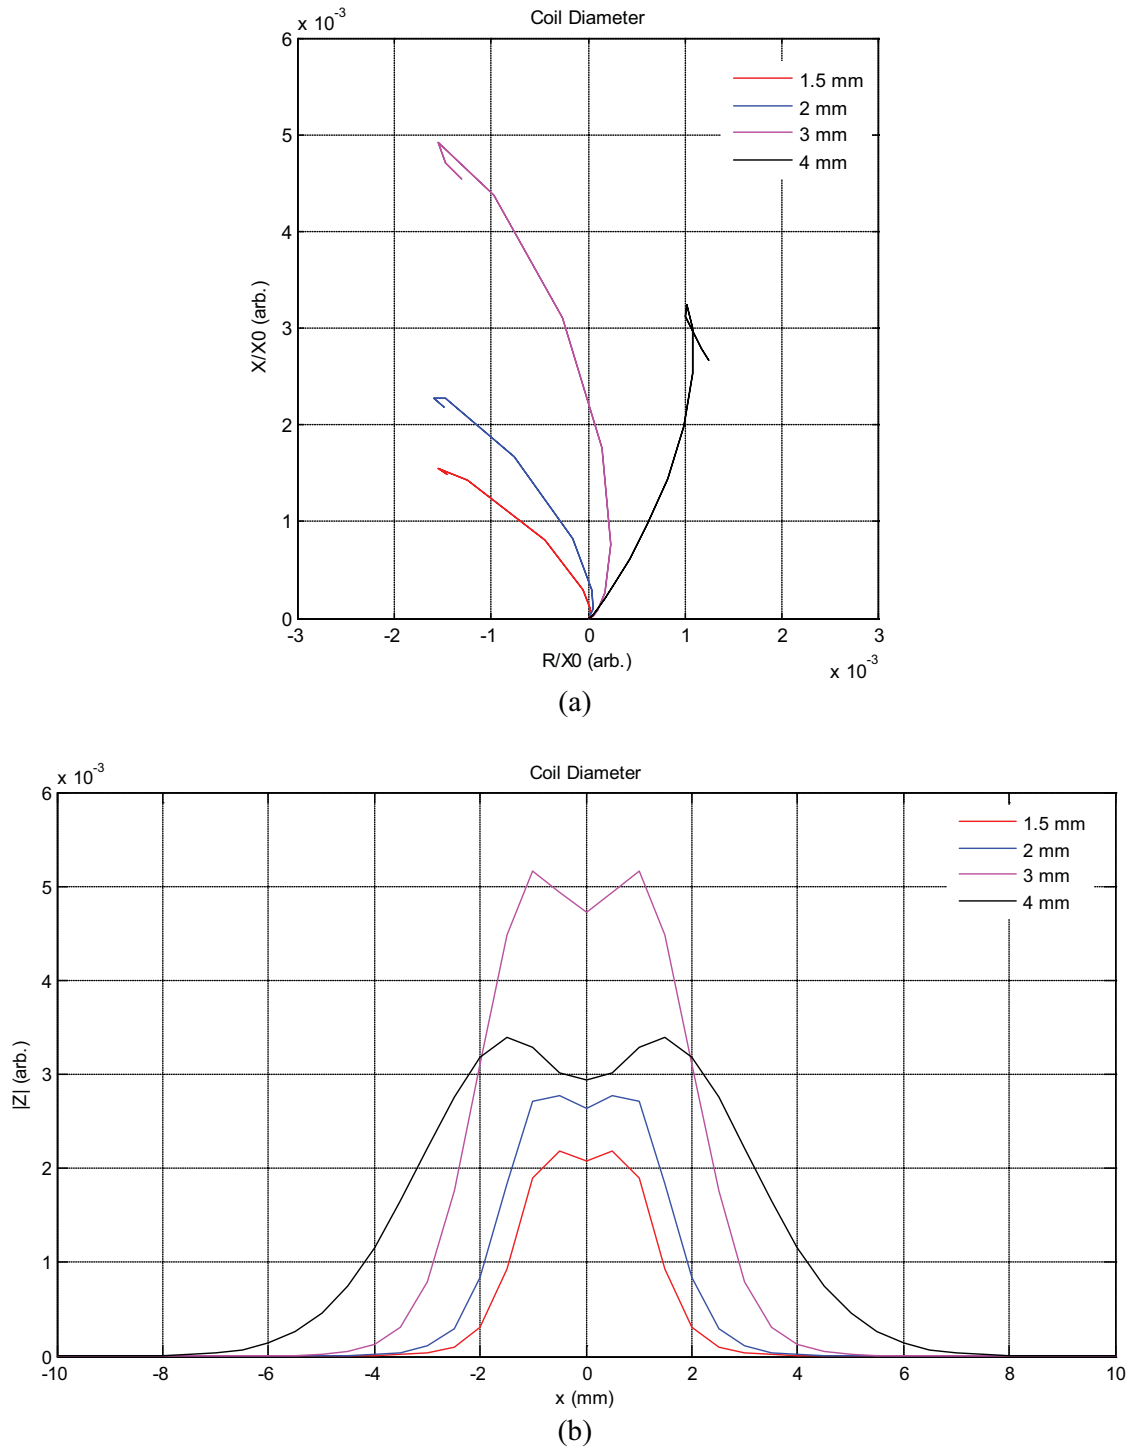 Coil Diameter
x 10-3
6
5
4
3
2
1
0
X/X0 (arb.)
1.5 mm
2 mm
3 mm
4 mm
-3 -2 -1 0 1 2 3
R/X0 (arb.)
x 10-3
(a)
Coil Diameter
x 10-3
6
5
4
3
2
1
0
|Z| (arb.)
1.5 mm
2 mm
3 mm
4 mm
-10 -8 -6 -4 -2 0 2 4 6 8 10
x (mm)
(b)